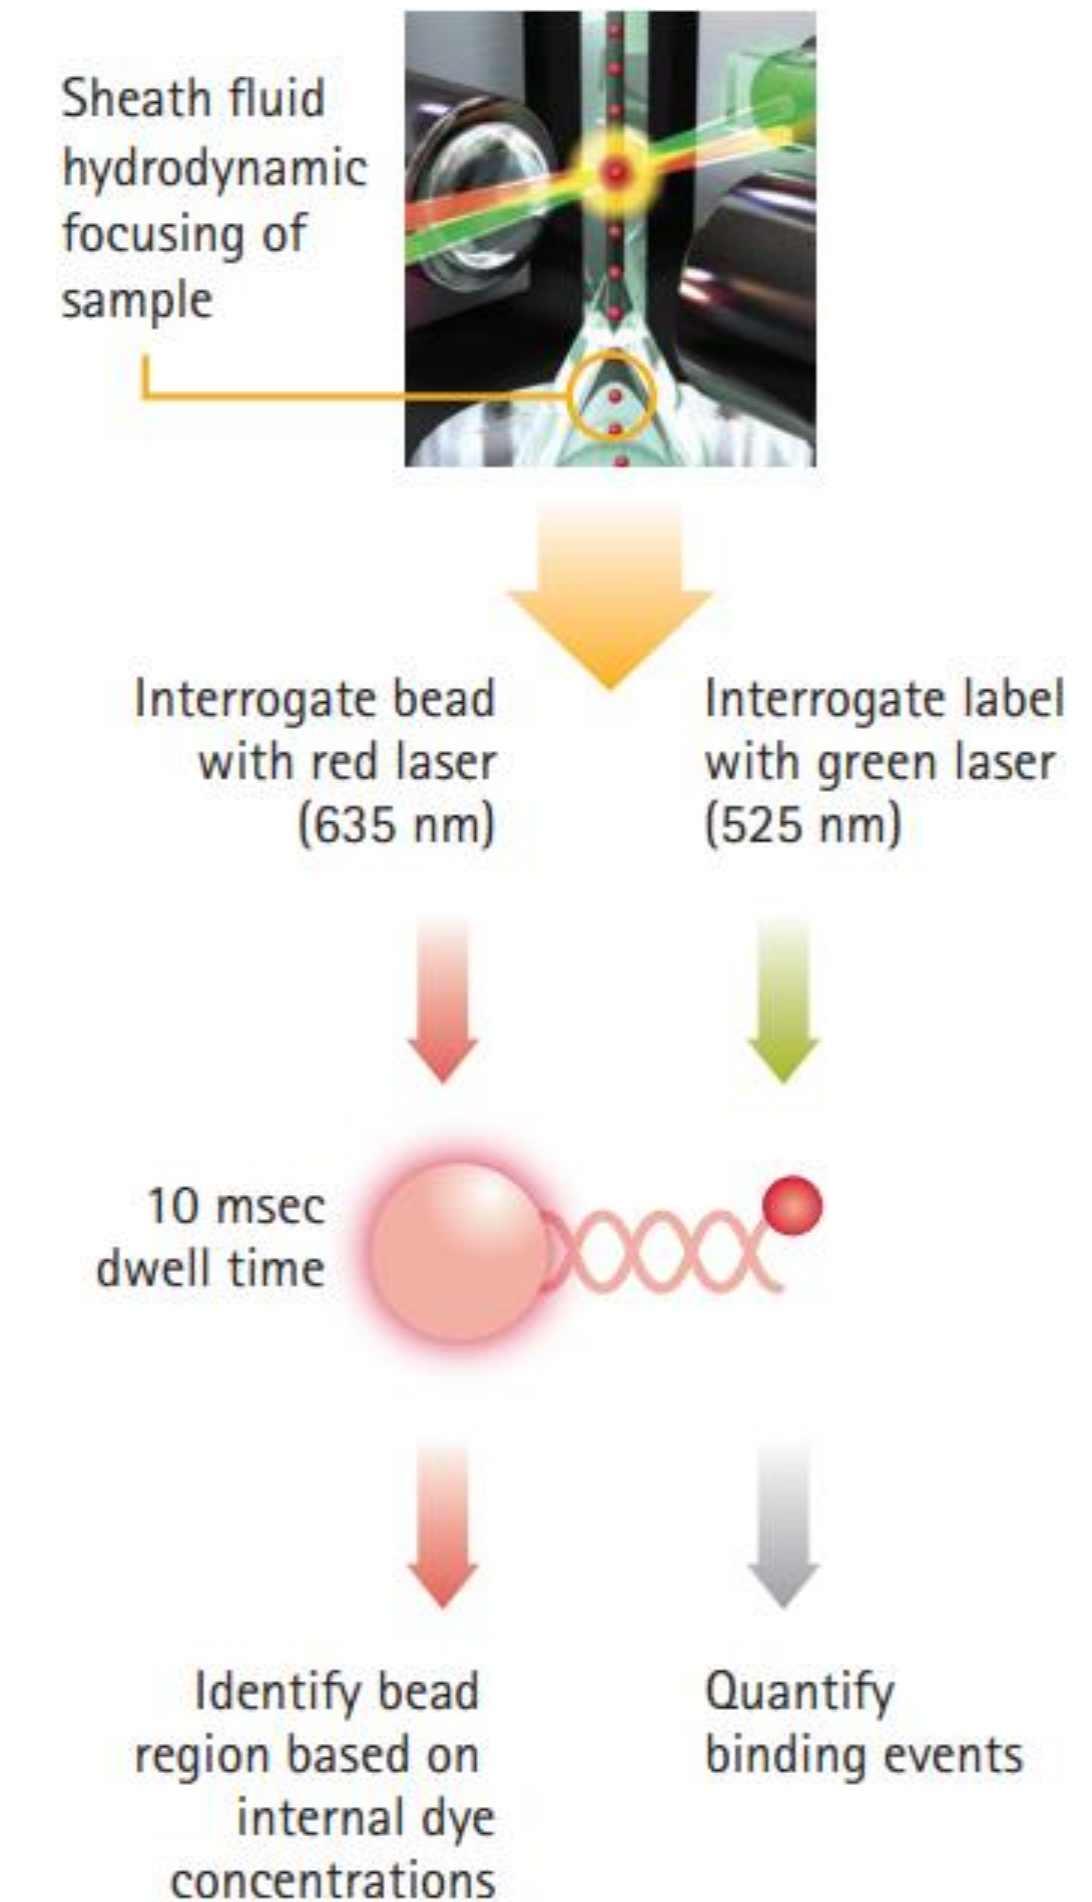 Sheath fluid
hydrodynamic
focusing of
sample
Interrogate bead
with red laser
(635 nm)
Interrogate label
with green laser
(525 nm)
10 msec
dwell time
Identify bead
region based on
internal dye
concentrations
Quantify
binding events